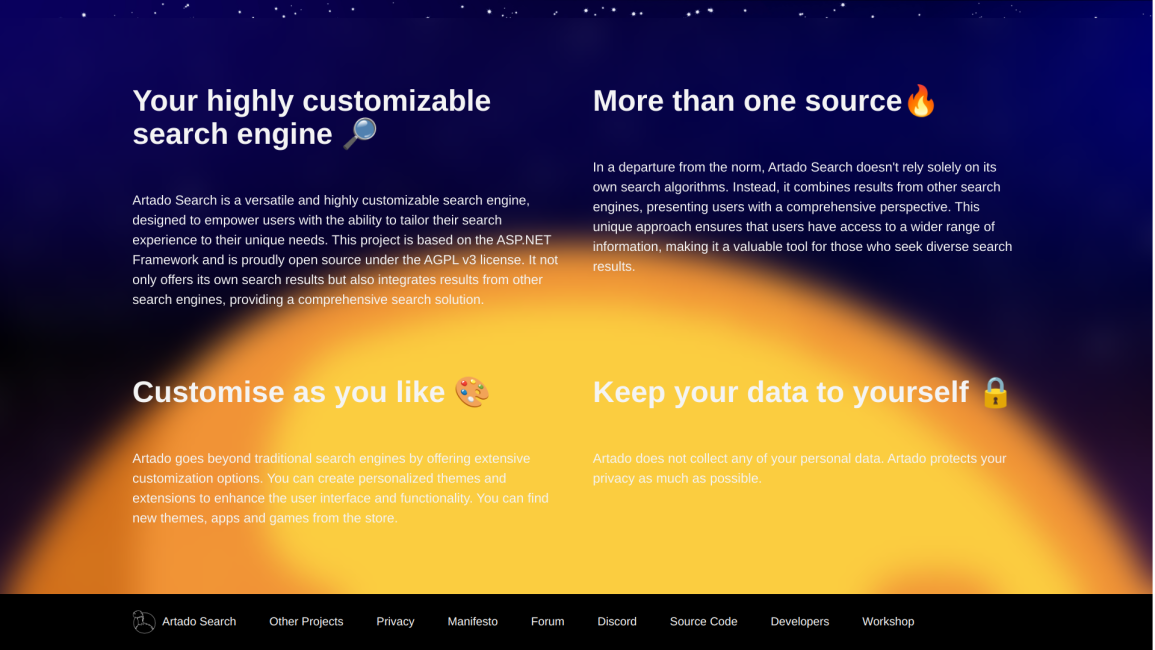 Your highly customizable
search engine 🔎
Artado Search is a versatile and highly customizable search engine,
designed to empower users with the ability to tailor their search
experience to their unique needs. This project is based on the ASP.NET
Framework and is proudly open source under the AGPL v3 license. It not
only offers its own search results but also integrates results from other
search engines, providing a comprehensive search solution.
More than one source🔥
In a departure from the norm, Artado Search doesn't rely solely on its
own search algorithms. Instead, it combines results from other search
engines, presenting users with a comprehensive perspective. This
unique approach ensures that users have access to a wider range of
information, making it a valuable tool for those who seek diverse search
results.
Customise as you like 🎨
Artado goes beyond traditional search engines by offering extensive
customization options. You can create personalized themes and
extensions to enhance the user interface and functionality. You can find
new themes, apps and games from the store.
Keep your data to yourself 🔒
Artado does not collect any of your personal data. Artado protects your
privacy as much as possible.
Artado Search Other Projects Privacy Manifesto Forum Discord Source Code Developers Workshop